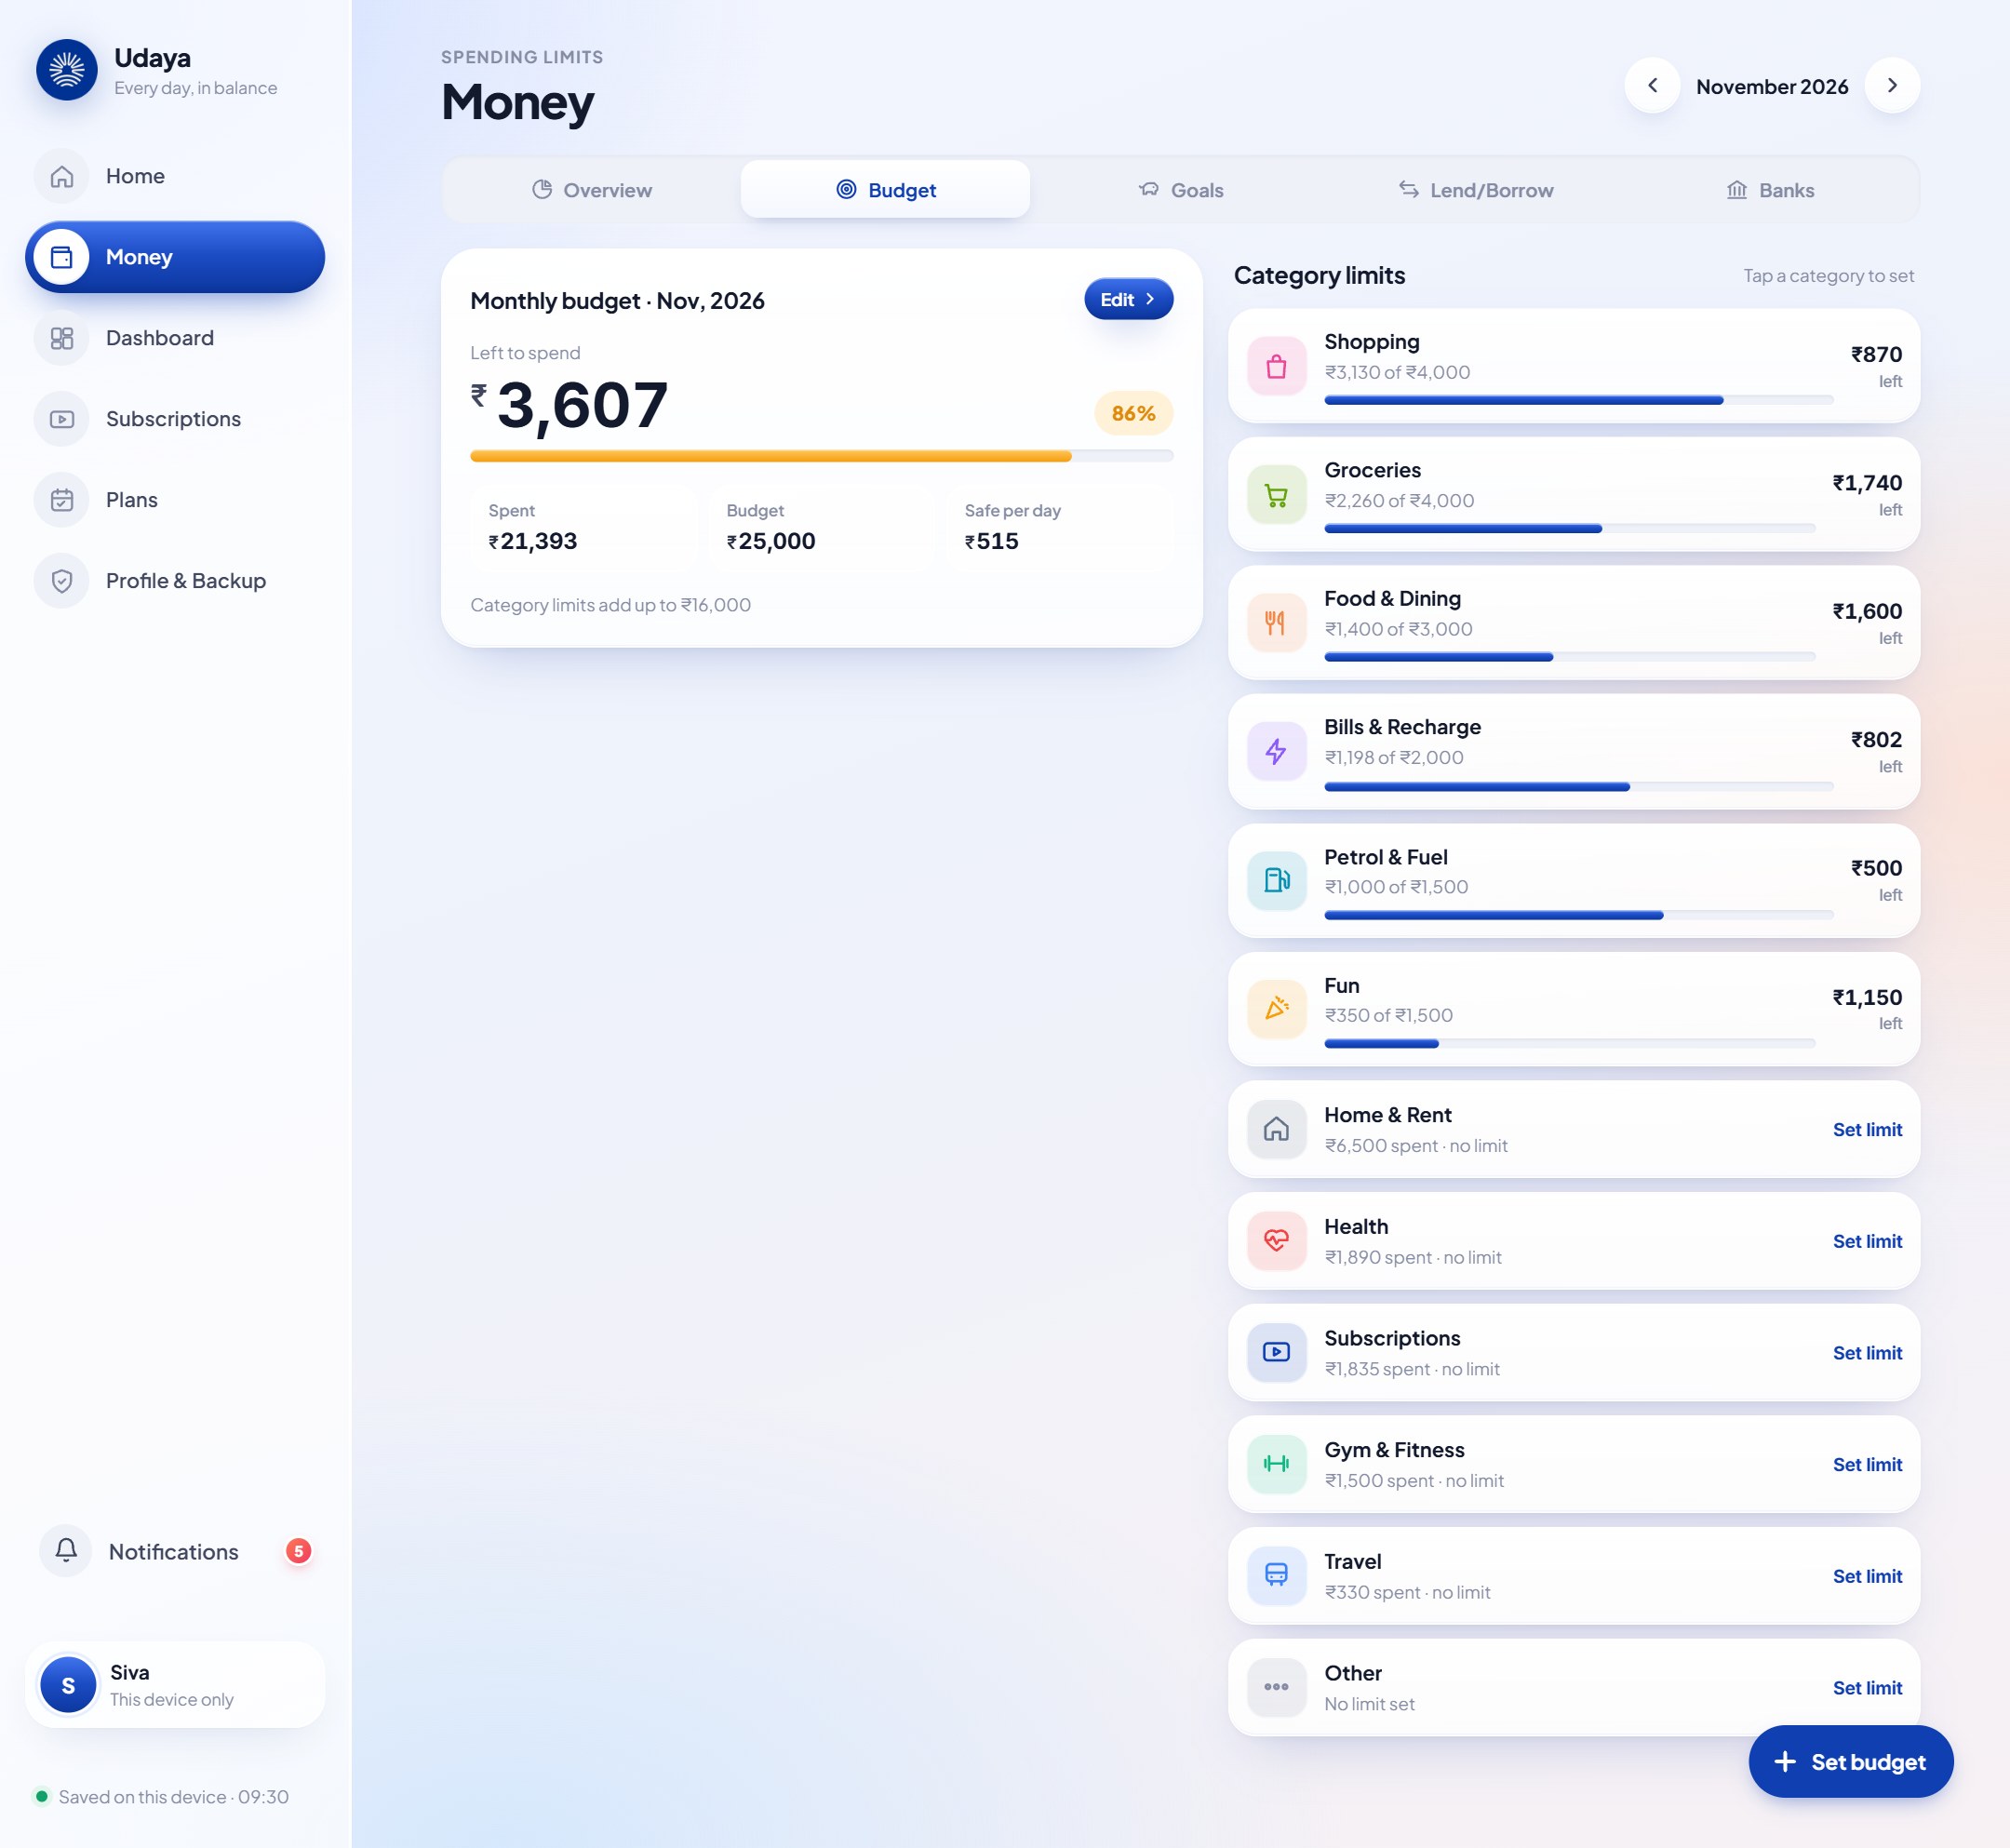 Udaya
Every day, in balance
Home
Money
Dashboard
Subscriptions
Plans
Profile & Backup
Notifications
5
S
Siva
This device only
Saved on this device · 09:30
SPENDING LIMITS
Money
November 2026
Overview
Budget
Goals
Lend/Borrow
Banks
Monthly budget · Nov, 2026
Edit
Left to spend
₹ 3,607
86%
Spent
₹21,393
Budget
₹25,000
Safe per day
₹515
Category limits add up to ₹16,000
Category limits
Tap a category to set
Shopping
₹3,130 of ₹4,000
₹870
left
Groceries
₹2,260 of ₹4,000
₹1,740
left
Food & Dining
₹1,400 of ₹3,000
₹1,600
left
Bills & Recharge
₹1,198 of ₹2,000
₹802
left
Petrol & Fuel
₹1,000 of ₹1,500
₹500
left
Fun
₹350 of ₹1,500
₹1,150
left
Home & Rent
₹6,500 spent · no limit
Set limit
Health
₹1,890 spent · no limit
Set limit
Subscriptions
₹1,835 spent · no limit
Set limit
Gym & Fitness
₹1,500 spent · no limit
Set limit
Travel
₹330 spent · no limit
Set limit
Other
No limit set
Set limit
Set budget